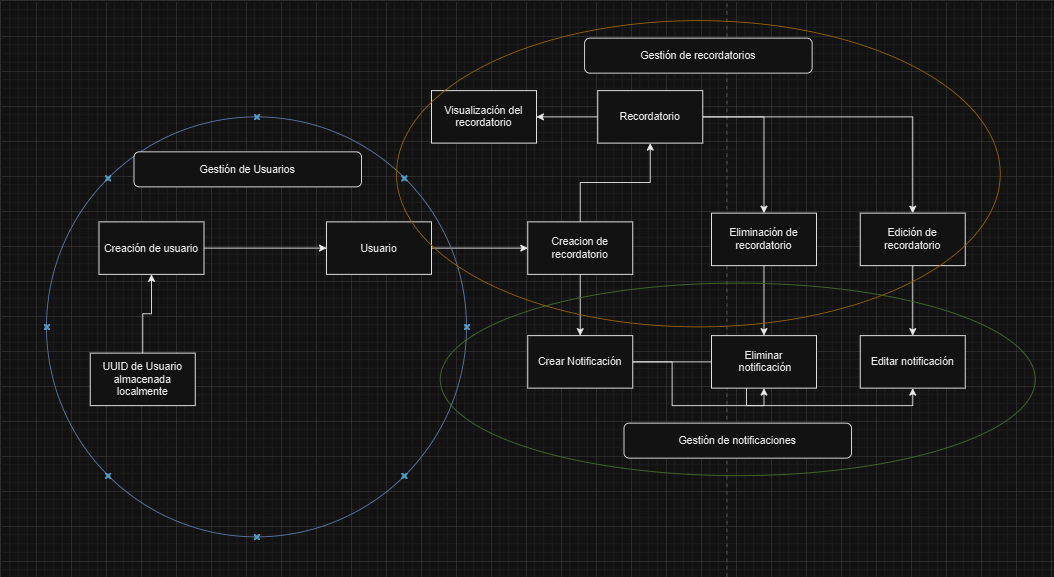 Gestión de recordatorios
Visualización del
recordatorio
Recordatorio
Gestión de Usuarios
Creación de usuario
Usuario
Creacion de
recordatorio
Eliminación de
recordatorio
Edición de
recordatorio
UUID de Usuario
almacenada
localmente
Crear Notificación
Eliminar
notificación
Editar notificación
Gestión de notificaciones